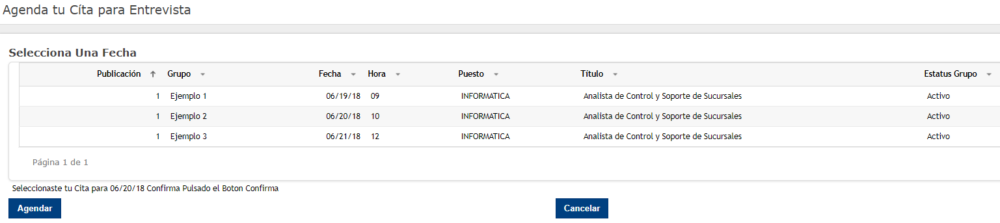 Agenda tu Cíta para Entrevista
Selecciona Una Fecha
Publicación Grupo Fecha Hora Puesto Título Estatus Grupo
1 Ejemplo 1 06/19/18 09 INFORMATICA Analista de Control y Soporte de Sucursales Activo
1 Ejemplo 2 06/20/18 10 INFORMATICA Analista de Control y Soporte de Sucursales Activo
1 Ejemplo 3 06/21/18 12 INFORMATICA Analista de Control y Soporte de Sucursales Activo
Página 1 de 1
Seleccionaste tu Cita para 06/20/18 Confirma Pulsado el Boton Confirma
Agendar Cancelar